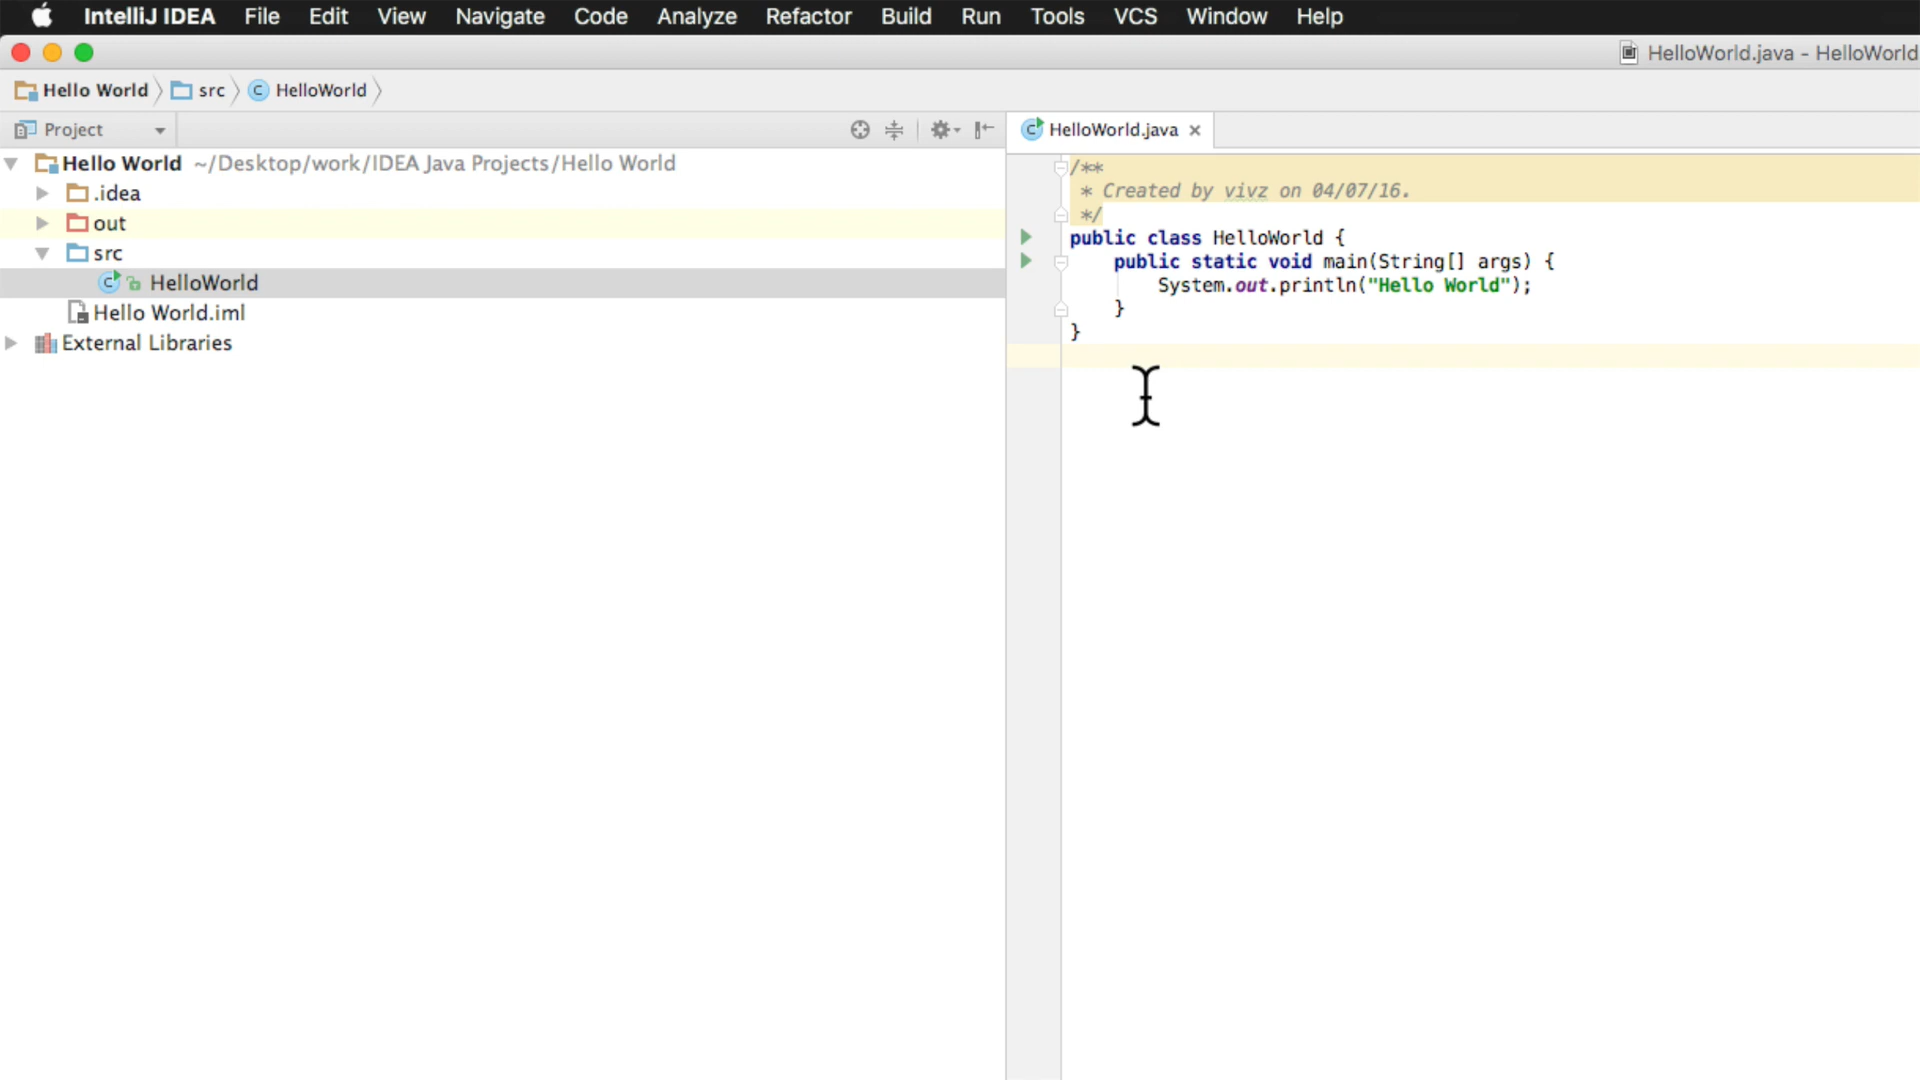 IntelliJ IDEA File Edit View Navigate Code Analyze Refactor Build Run Tools VCS Window Help
HelloWorld.java - HelloWorld
Hello World src HelloWorld
Project
HelloWorld.java
Hello World ~/Desktop/work/IDEA Java Projects/Hello World
.idea
out
src
HelloWorld
Hello World.iml
External Libraries
/**
* Created by vivz on 04/07/16.
*/
public class HelloWorld {
public static void main(String[] args) {
System.out.println("Hello World");
}
}